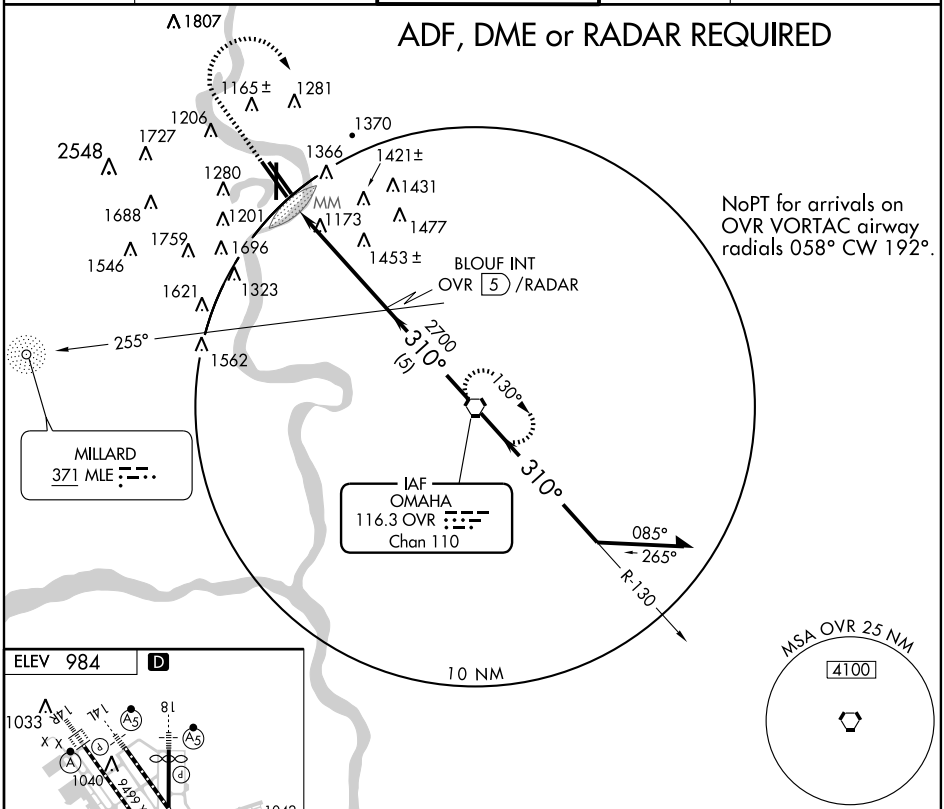 1807
ADF, DME or RADAR REQUIRED
1165 ±
1281
1206
1370
1727
2548
1366
1421±
1280
1431
MM
1688
1201
1173
1477
NoPT for arrivals on
OVR VORTAC airway
radials 058° CW 192°.
1759
1546
1696
1453 ±
BLOUF INT
OVR 5 /RADAR
1323
1621
255°
2700
310°
(5)
1562
130°
MILLARD
371 MLE
310°
IAF
OMAHA
116.3 OVR
Chan 110
085°
265°
R-130
MSA OVR 25 NM
4100
10 NM
ELEV 984
D
1033
14R
14L
18
A5
A5
X
X
P
A
1040
P
9499 X
1042